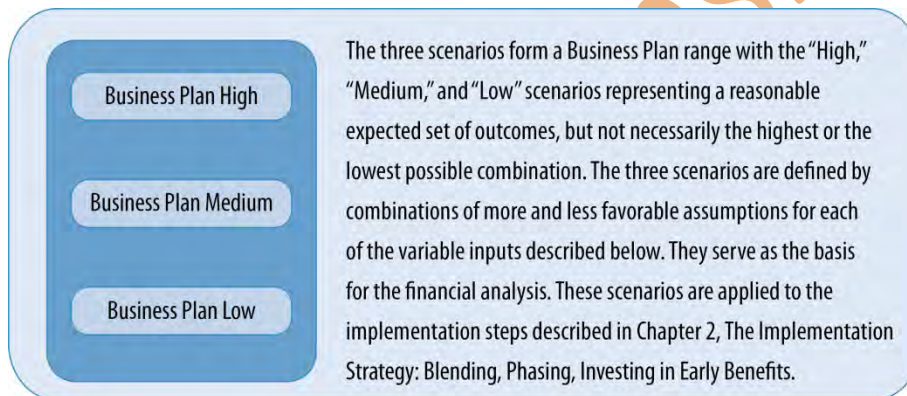 Business Plan High
Business Plan Medium
Business Plan Low
The three scenarios form a Business Plan range with the “High,”
“Medium,” and “Low” scenarios representing a reasonable
expected set of outcomes, but not necessarily the highest or the
lowest possible combination. The three scenarios are defined by
combinations of more and less favorable assumptions for each
of the variable inputs described below. They serve as the basis
for the financial analysis. These scenarios are applied to the
implementation steps described in Chapter 2, The Implementation
Strategy: Blending, Phasing, Investing in Early Benefits.